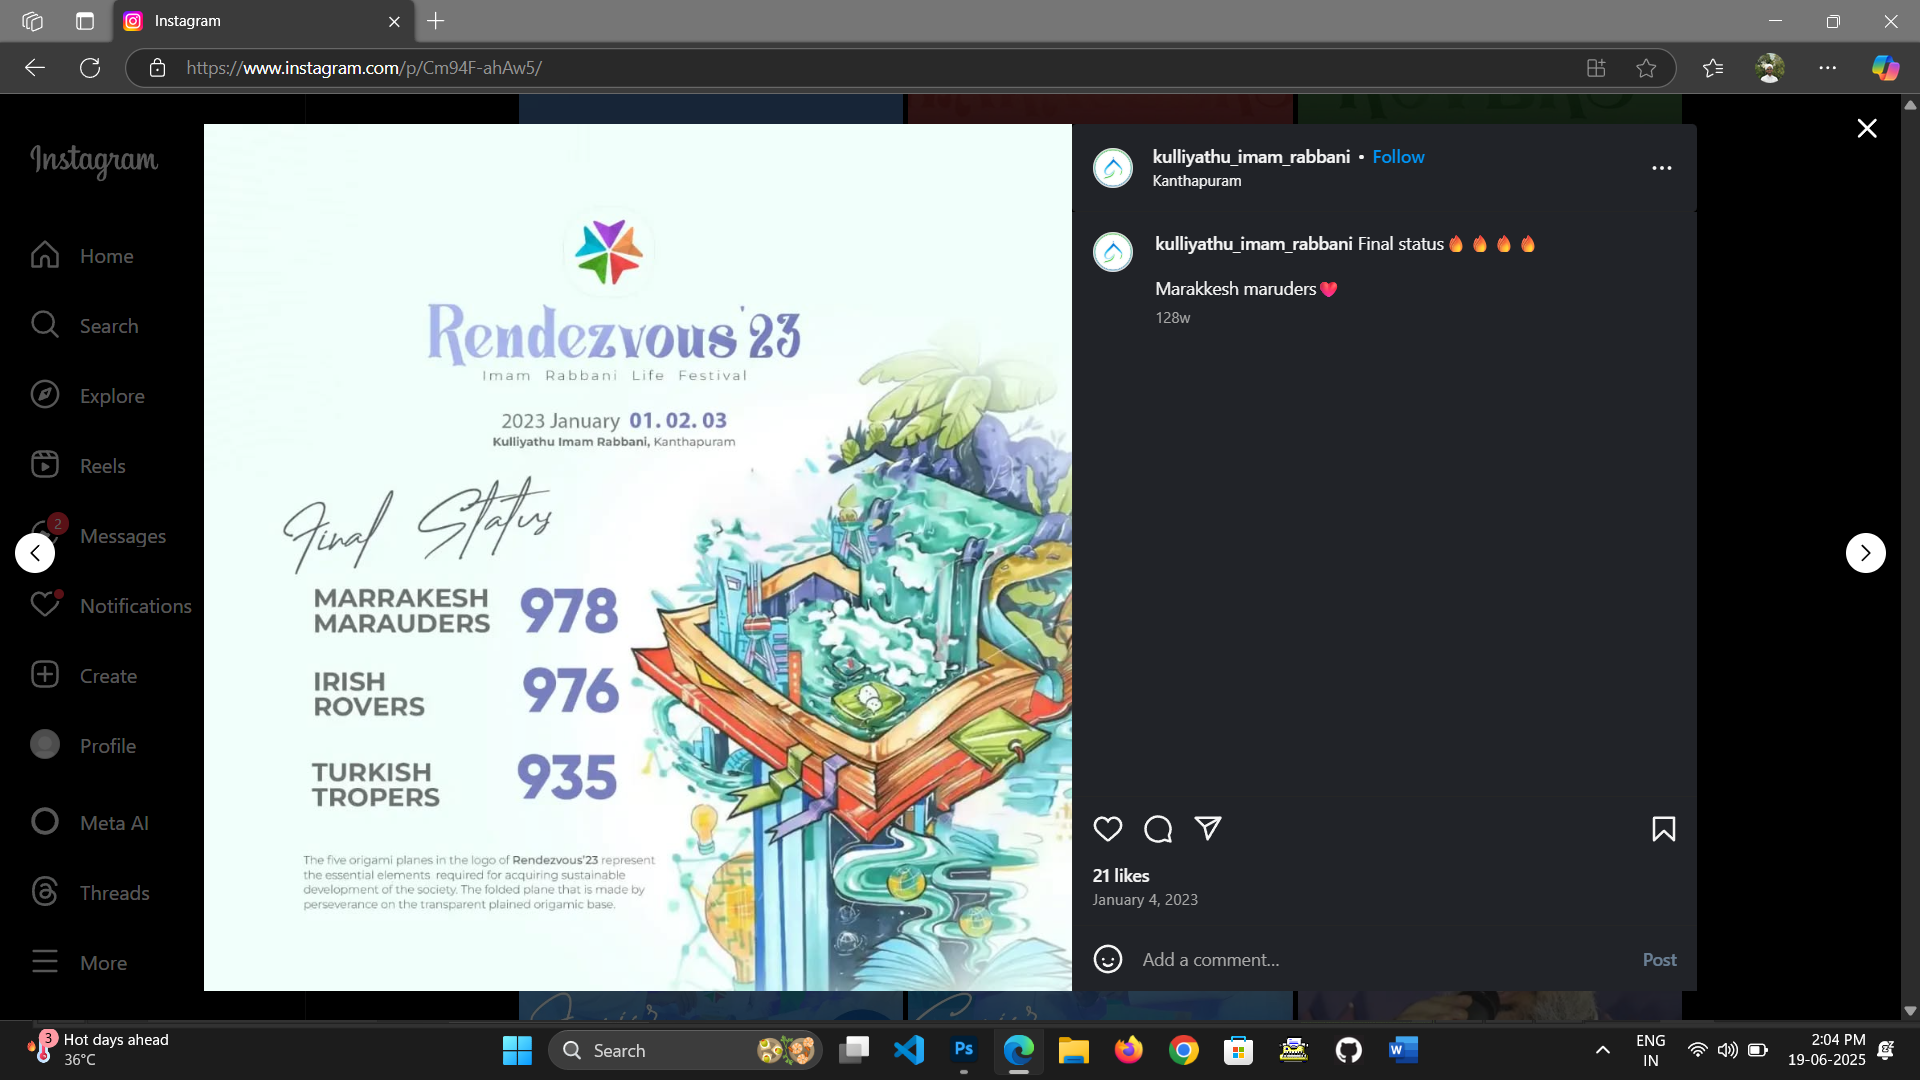 Instagram
https://www.instagram.com/p/Cm94F-ahAw5/
Instagram
Home
Search
Explore
Reels
2
Messages
Notifications
Create
Profile
Meta AI
Threads
More
Rendezvous'23
Imam Rabbani Life Festival
2023 January 01. 02. 03
Kulliyathu Imam Rabbani, Kanthapuram
Final Status
MARRAKESH
MARAUDERS 978
IRISH
ROVERS 976
TURKISH
TROPERS 935
The five origami planes in the logo of Rendezvous'23 represent
the essential elements required for acquiring sustainable
development of the society. The folded plane that is made by
perseverance on the transparent plained origamic base.
kulliyathu_imam_rabbani • Follow
Kanthapuram
kulliyathu_imam_rabbani Final status🔥🔥🔥🔥
Marakkesh maruders❤️
128w
21 likes
January 4, 2023
Add a comment...
Post
3
Hot days ahead
36°C
Search
Ps
W
ENG
IN
2:04 PM
19-06-2025